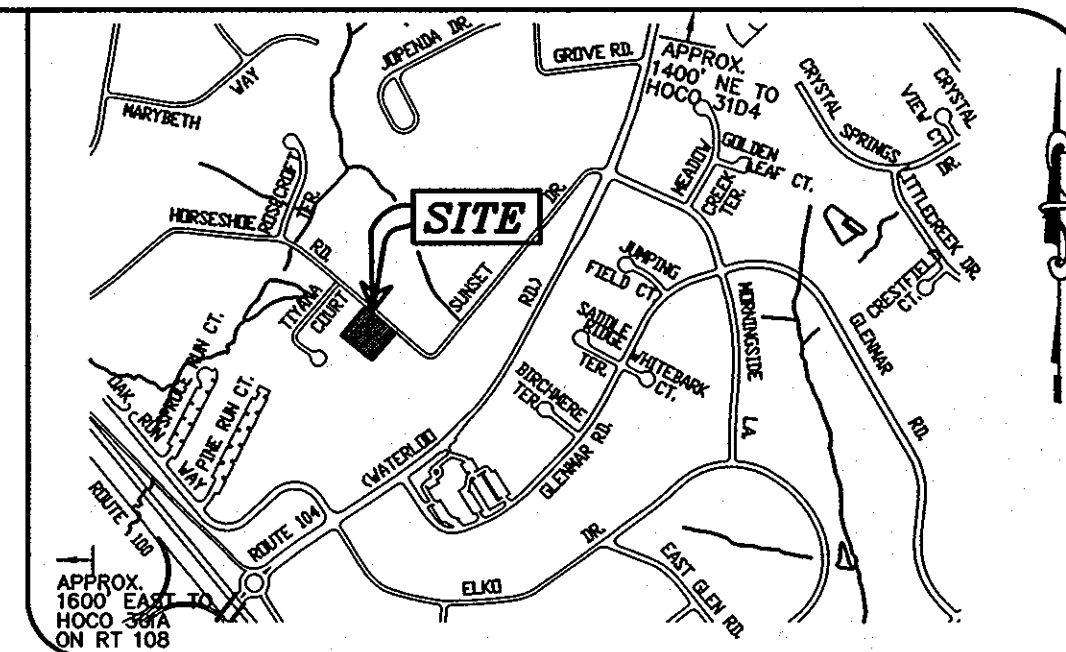 JOPENDA DR.
GROVE RD.
APPROX.
1400' NE TO
HOCO 31D4
CRYSTAL SPRINGS DR.
CRYSTAL
VIEW CT.
MARYBETH WAY
MEADOW
CREEK
TER.
GOLDEN
LEAF CT.
LITTLECREEK DR.
CRESTFIELD
CT.
HORSESHOE RD.
TER.
SITE
SUNSET DR.
TIYANA
COURT
JUMPING
FIELD CT.
SADDLE
RIDGE
TER.
WHITEBARK
CT.
BIRCHMERE
TER.
MORNINGSIDE LA.
GLENMAR RD.
GLENMAR RD.
OAK
RUN
WAY
SPRUCE RUN CT.
PINE RUN CT.
(WATERLOO RD.)
ROUTE 104
ROUTE 100
ELKO DR.
EAST GLEN RD.
APPROX.
1600' EAST TO
HOCO
ON RT 108